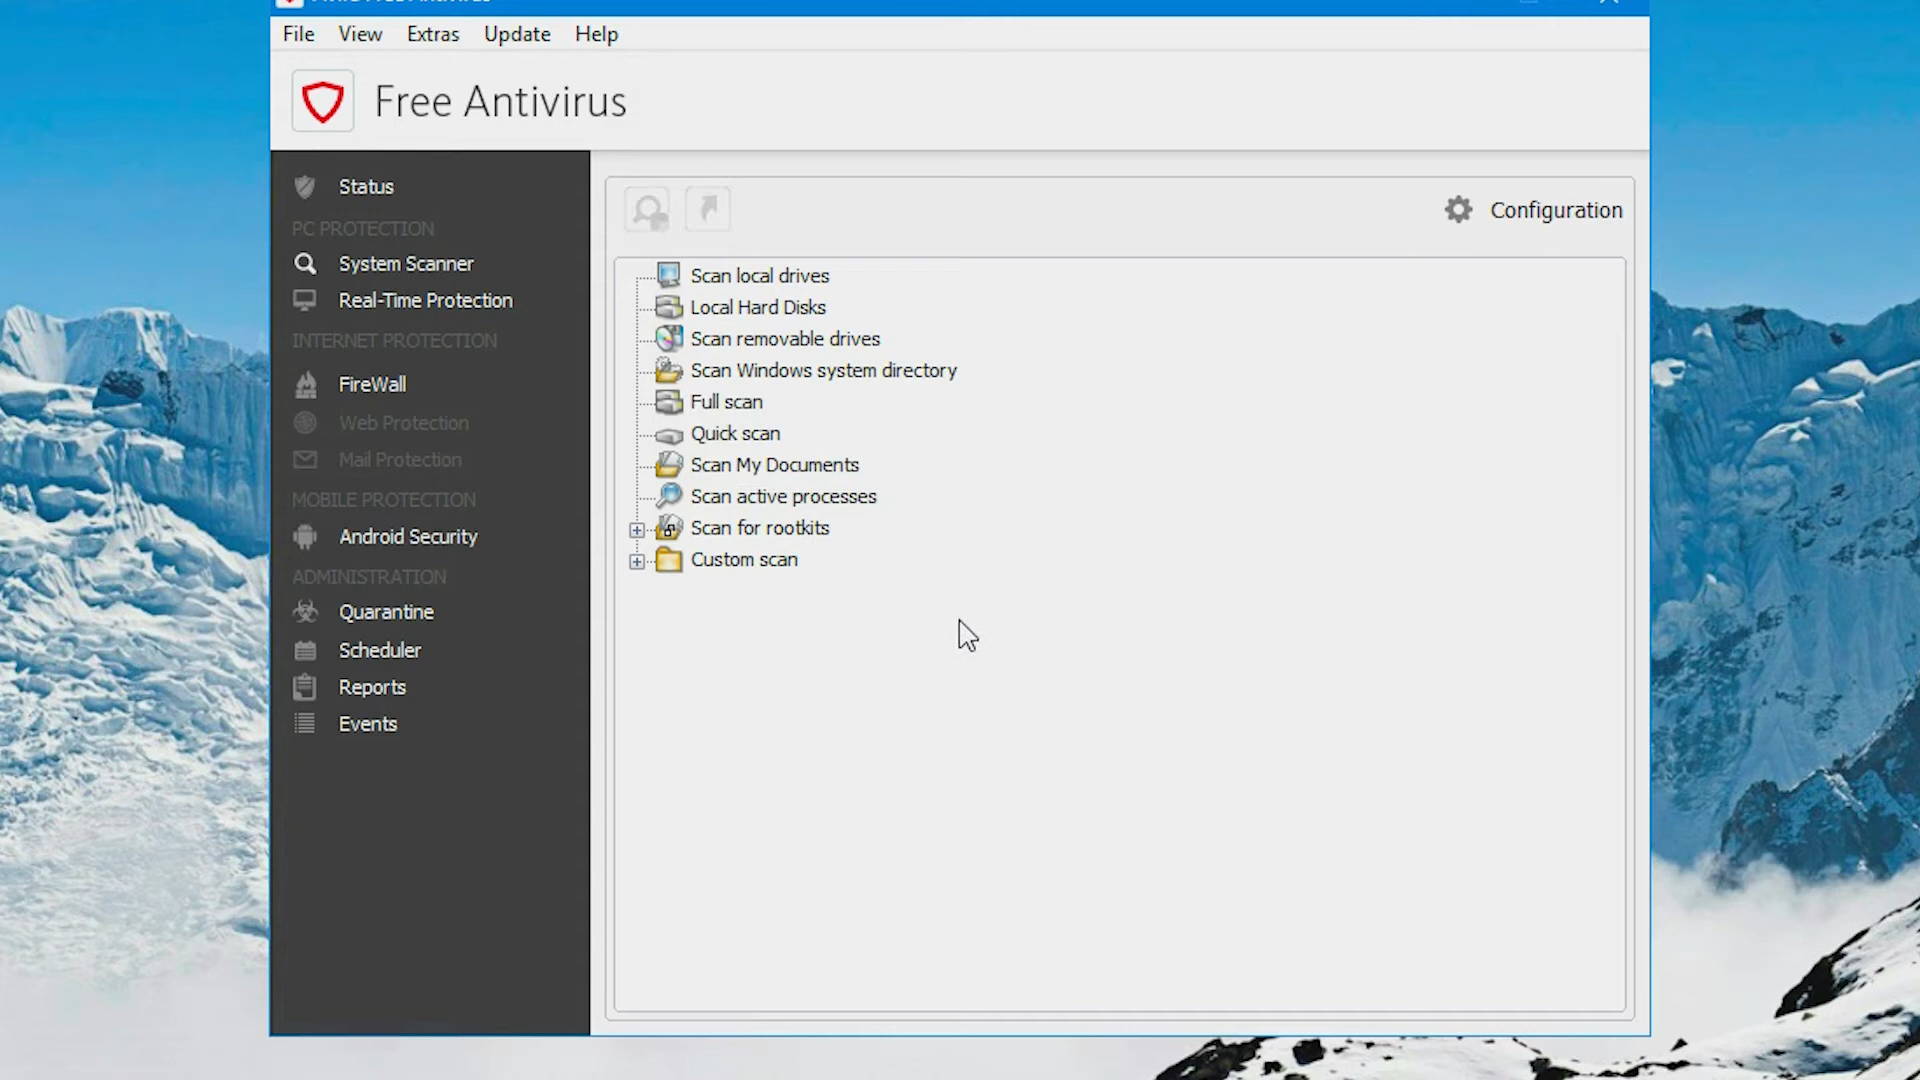 File View Extras Update Help
Free Antivirus
Status
PC PROTECTION
System Scanner
Real-Time Protection
INTERNET PROTECTION
FireWall
Web Protection
Mail Protection
MOBILE PROTECTION
Android Security
ADMINISTRATION
Quarantine
Scheduler
Reports
Events
Configuration
Scan local drives
Local Hard Disks
Scan removable drives
Scan Windows system directory
Full scan
Quick scan
Scan My Documents
Scan active processes
Scan for rootkits
Custom scan